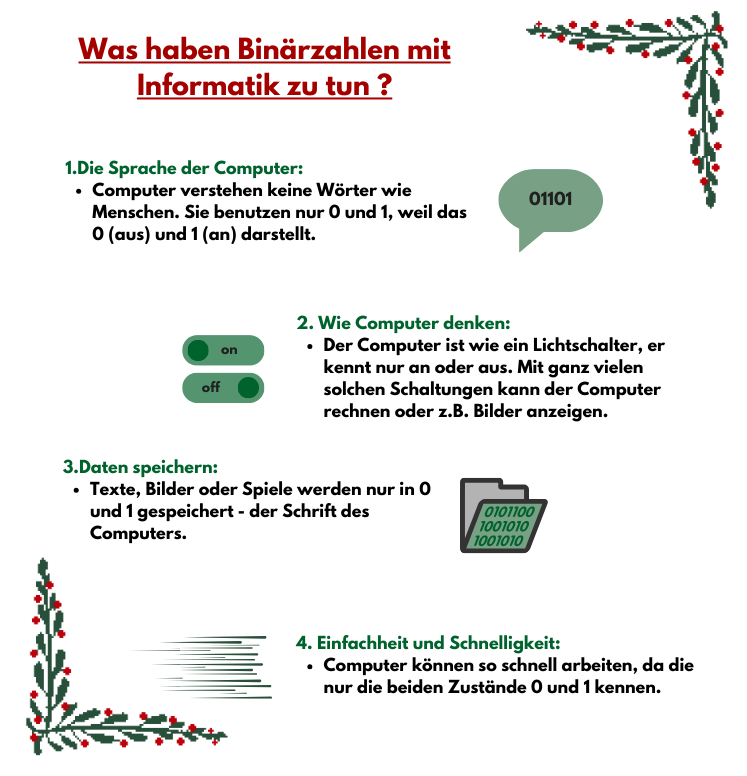 Was haben Binärzahlen mit
Informatik zu tun ?
1.Die Sprache der Computer:
• Computer verstehen keine Wörter wie
Menschen. Sie benutzen nur 0 und 1, weil das
0 (aus) und 1 (an) darstellt.
01101
2. Wie Computer denken:
• Der Computer ist wie ein Lichtschalter, er
kennt nur an oder aus. Mit ganz vielen
solchen Schaltungen kann der Computer
rechnen oder z.B. Bilder anzeigen.
on
off
3.Daten speichern:
• Texte, Bilder oder Spiele werden nur in 0
und 1 gespeichert - der Schrift des
Computers.
0101100
1001010
1001010
4. Einfachheit und Schnelligkeit:
• Computer können so schnell arbeiten, da die
nur die beiden Zustände 0 und 1 kennen.